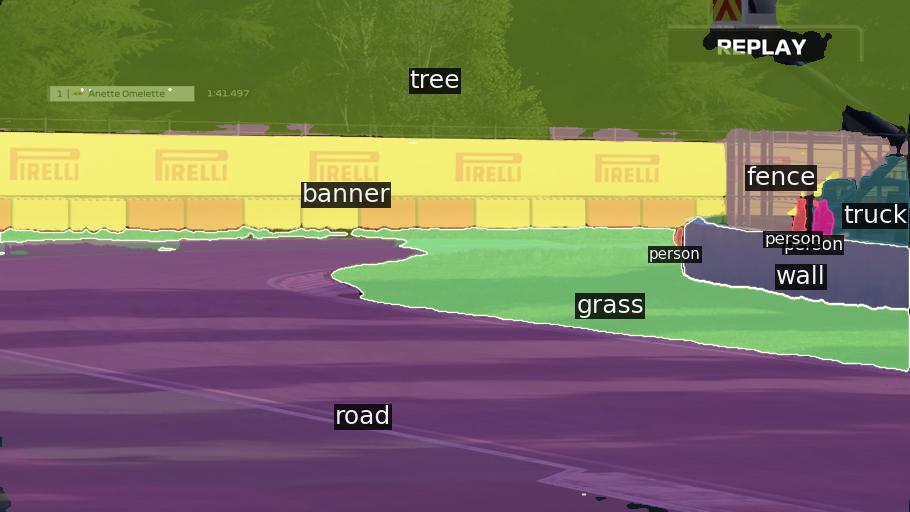 REPLAY
tree
1 | Anette Omelette 1:41.497
PIRELLI PIRELLI PIRELLI PIRELLI PIRELLI
fence
banner
truck
person person
person
wall
grass
road